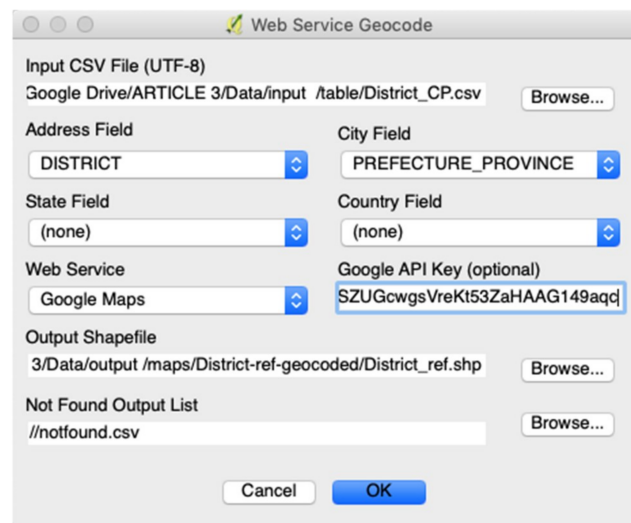 Web Service Geocode
Input CSV File (UTF-8)
Google Drive/ARTICLE 3/Data/input /table/District_CP.csv
Browse...
Address Field
City Field
DISTRICT
PREFECTURE_PROVINCE
State Field
Country Field
(none)
(none)
Web Service
Google API Key (optional)
Google Maps
SZUGcwgsVreKt53ZaHAAG149aqc
Output Shapefile
3/Data/output /maps/District-ref-geocoded/District_ref.shp
Browse...
Not Found Output List
//notfound.csv
Browse...
Cancel
OK